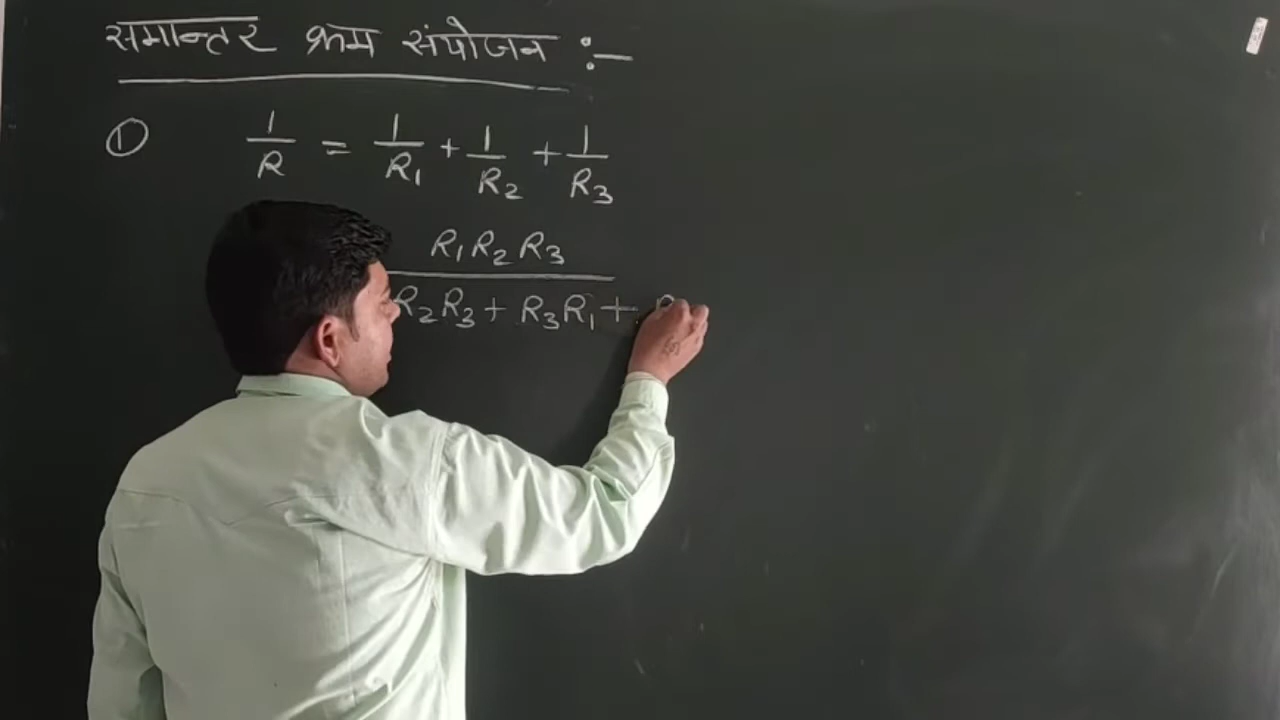 समान्तर क्रम संयोजन :-
① 1/R = 1/R₁ + 1/R₂ + 1/R₃
R₁R₂R₃
R₂R₃ + R₃R₁ +